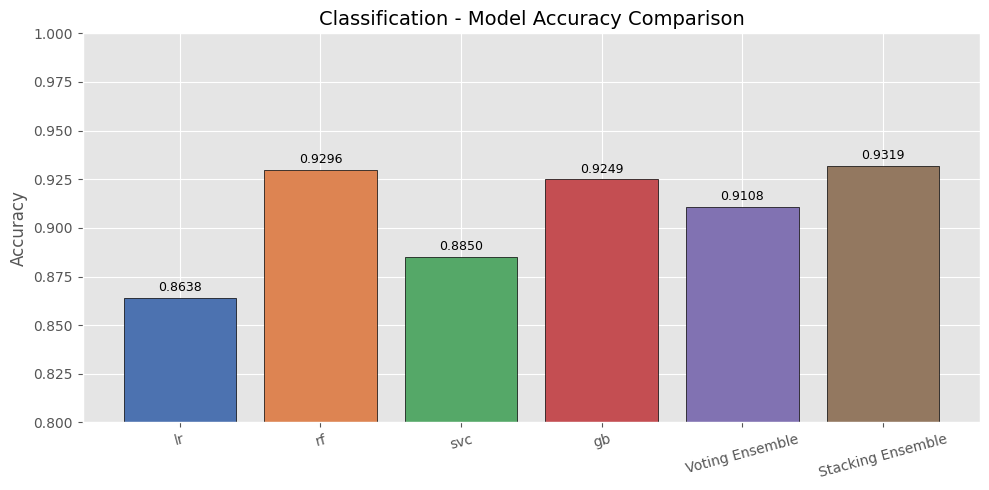 Classification - Model Accuracy Comparison
Accuracy
1.000
0.975
0.950
0.925
0.900
0.875
0.850
0.825
0.800
0.8638
0.9296
0.8850
0.9249
0.9108
0.9319
lr
rf
svc
gb
Voting Ensemble
Stacking Ensemble